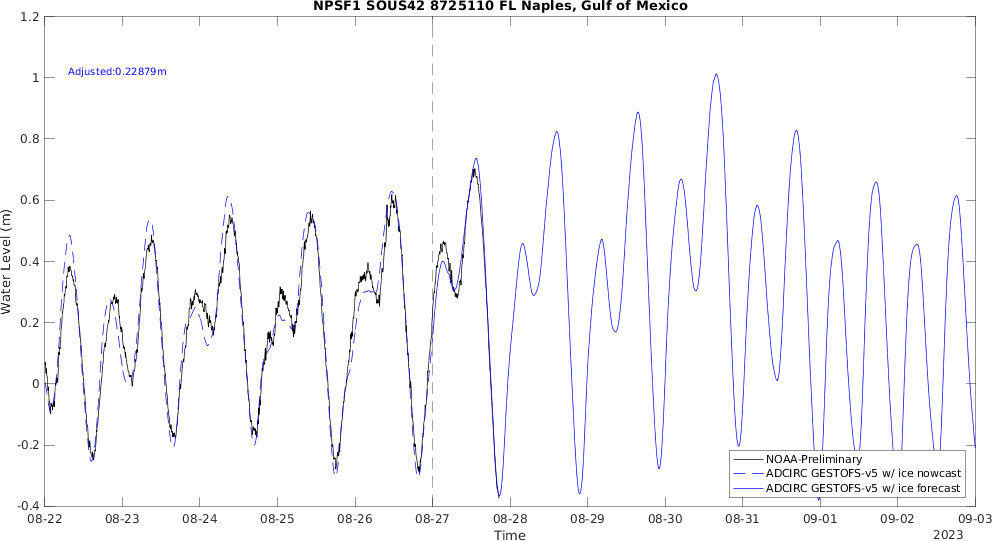 NPSF1 SOUS42 8725110 FL Naples, Gulf of Mexico
1.2
Adjusted:0.22879m
1
0.8
0.6
0.4
0.2
0
-0.2
-0.4
Water Level (m)
NOAA-Preliminary
ADCIRC GESTOFS-v5 w/ ice nowcast
ADCIRC GESTOFS-v5 w/ ice forecast
08-22 08-23 08-24 08-25 08-26 08-27 08-28 08-29 08-30 08-31 09-01 09-02 09-03
Time
2023